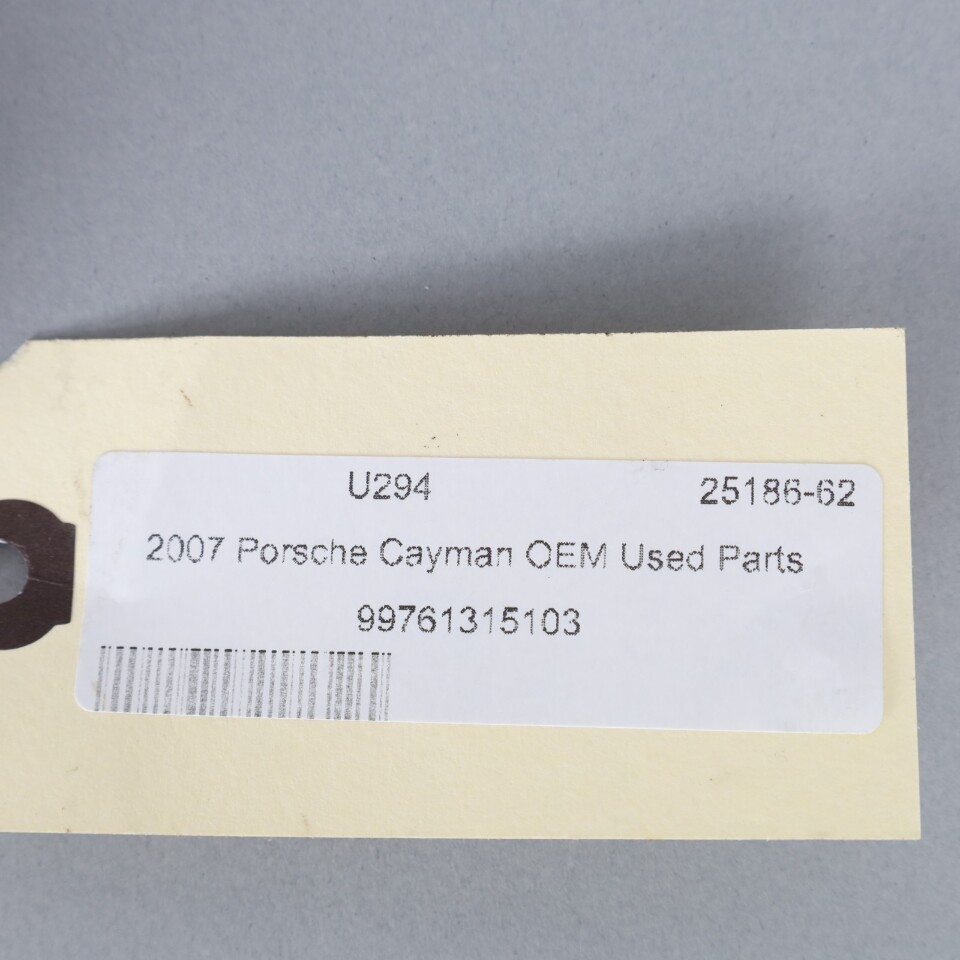 U294 25186-62
2007 Porsche Cayman OEM Used Parts
99761315103